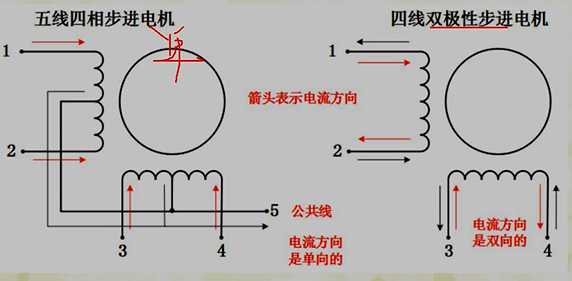 五线四相步进电机
单
四线双极性步进电机
1
2
箭头表示电流方向
1
2
5 公共线
3
4
电流方向
是单向的
电流方向
是双向的
3
4